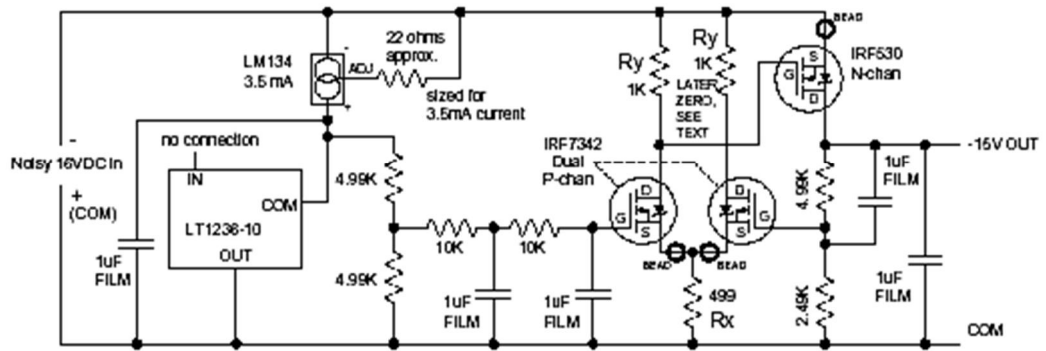 BEAD
LM134
3.5 mA
-
+
ADJ
22 ohms
approx.
sized for
3.5mA current
Ry
1K
Ry
1K
LATER
ZERO,
SEE
TEXT
IRF530
N-chan
S
G
D
-
Noisy 16VDC In
+
(COM)
no connection
IN
COM
LT1236-10
OUT
1uF
FILM
4.99K
4.99K
10K
10K
1uF
FILM
1uF
FILM
IRF7342
Dual
P-chan
D
G
S
D
G
S
BEAD
BEAD
499
Rx
4.99K
2.49K
1uF
FILM
1uF
FILM
-15V OUT
COM